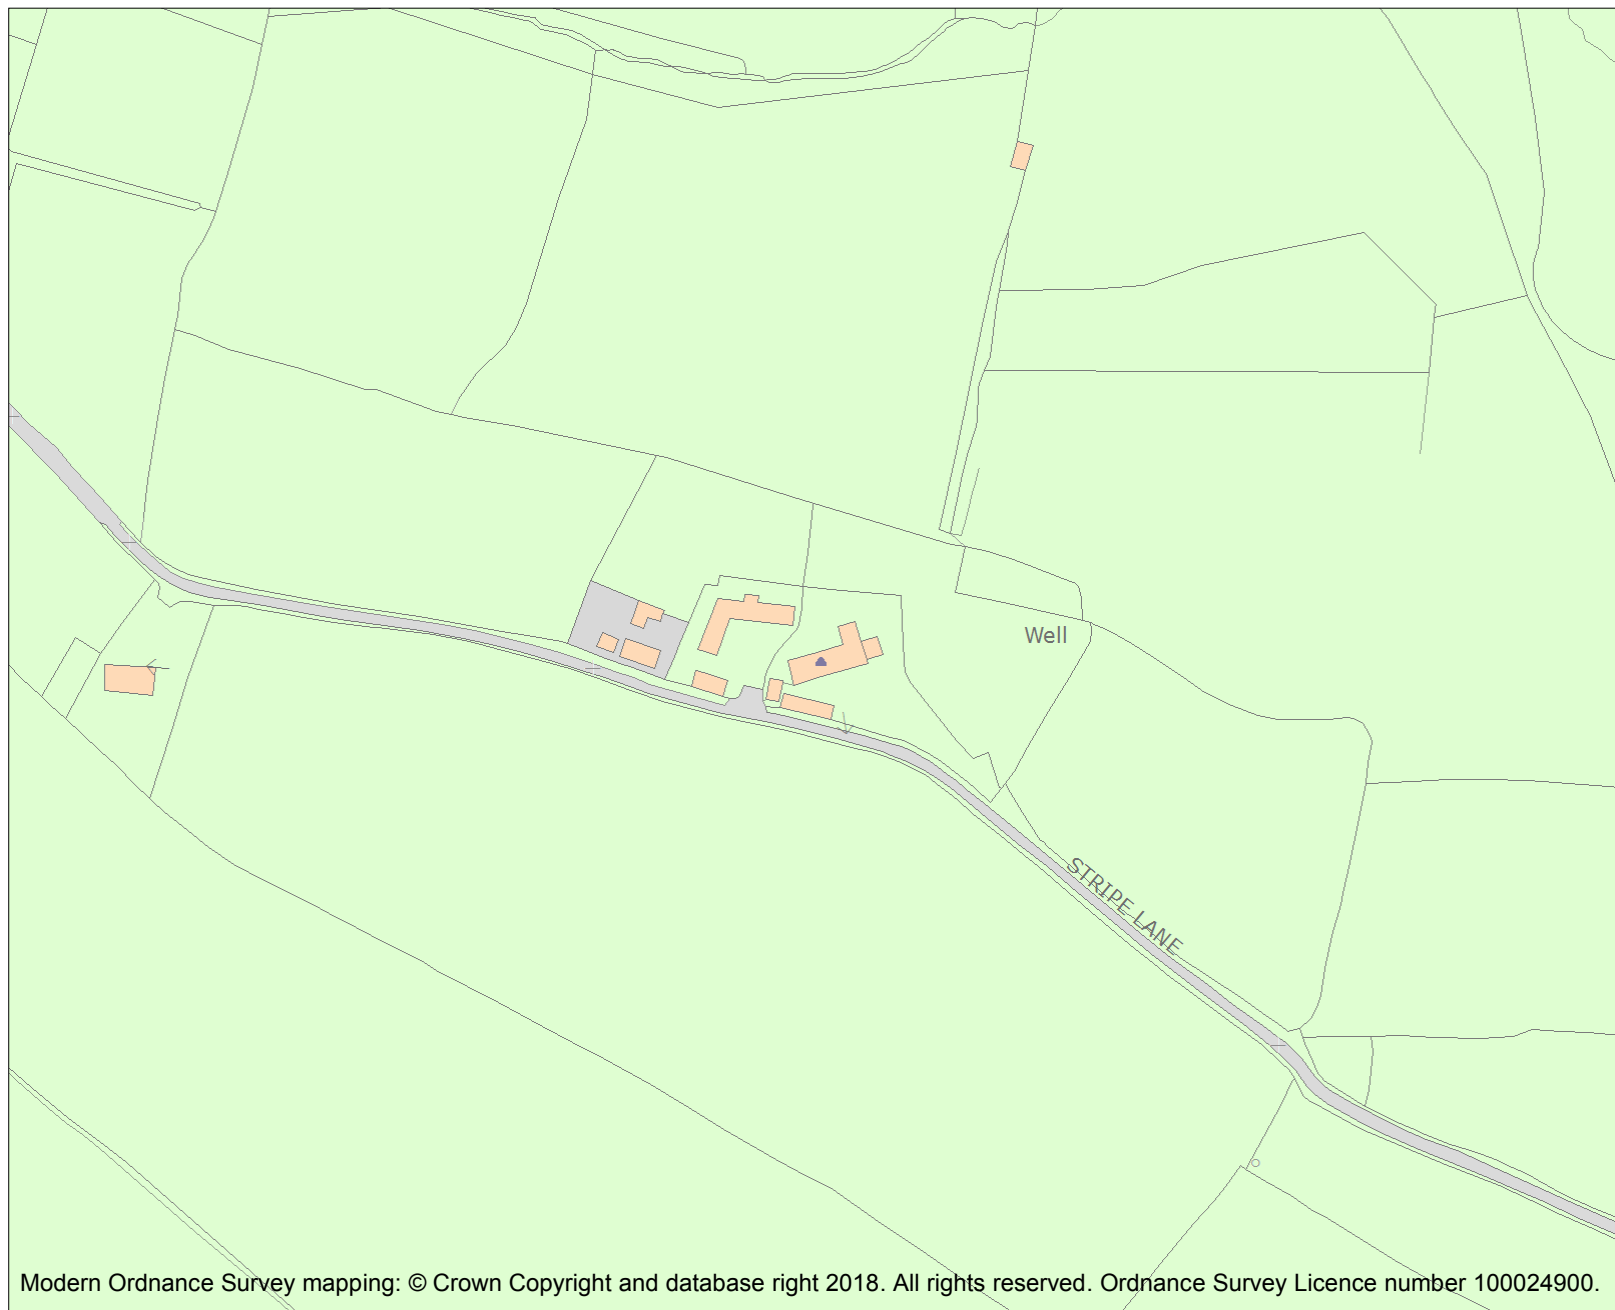 Well
STRIPE LANE
Modern Ordnance Survey mapping: © Crown Copyright and database right 2018. All rights reserved. Ordnance Survey Licence number 100024900.